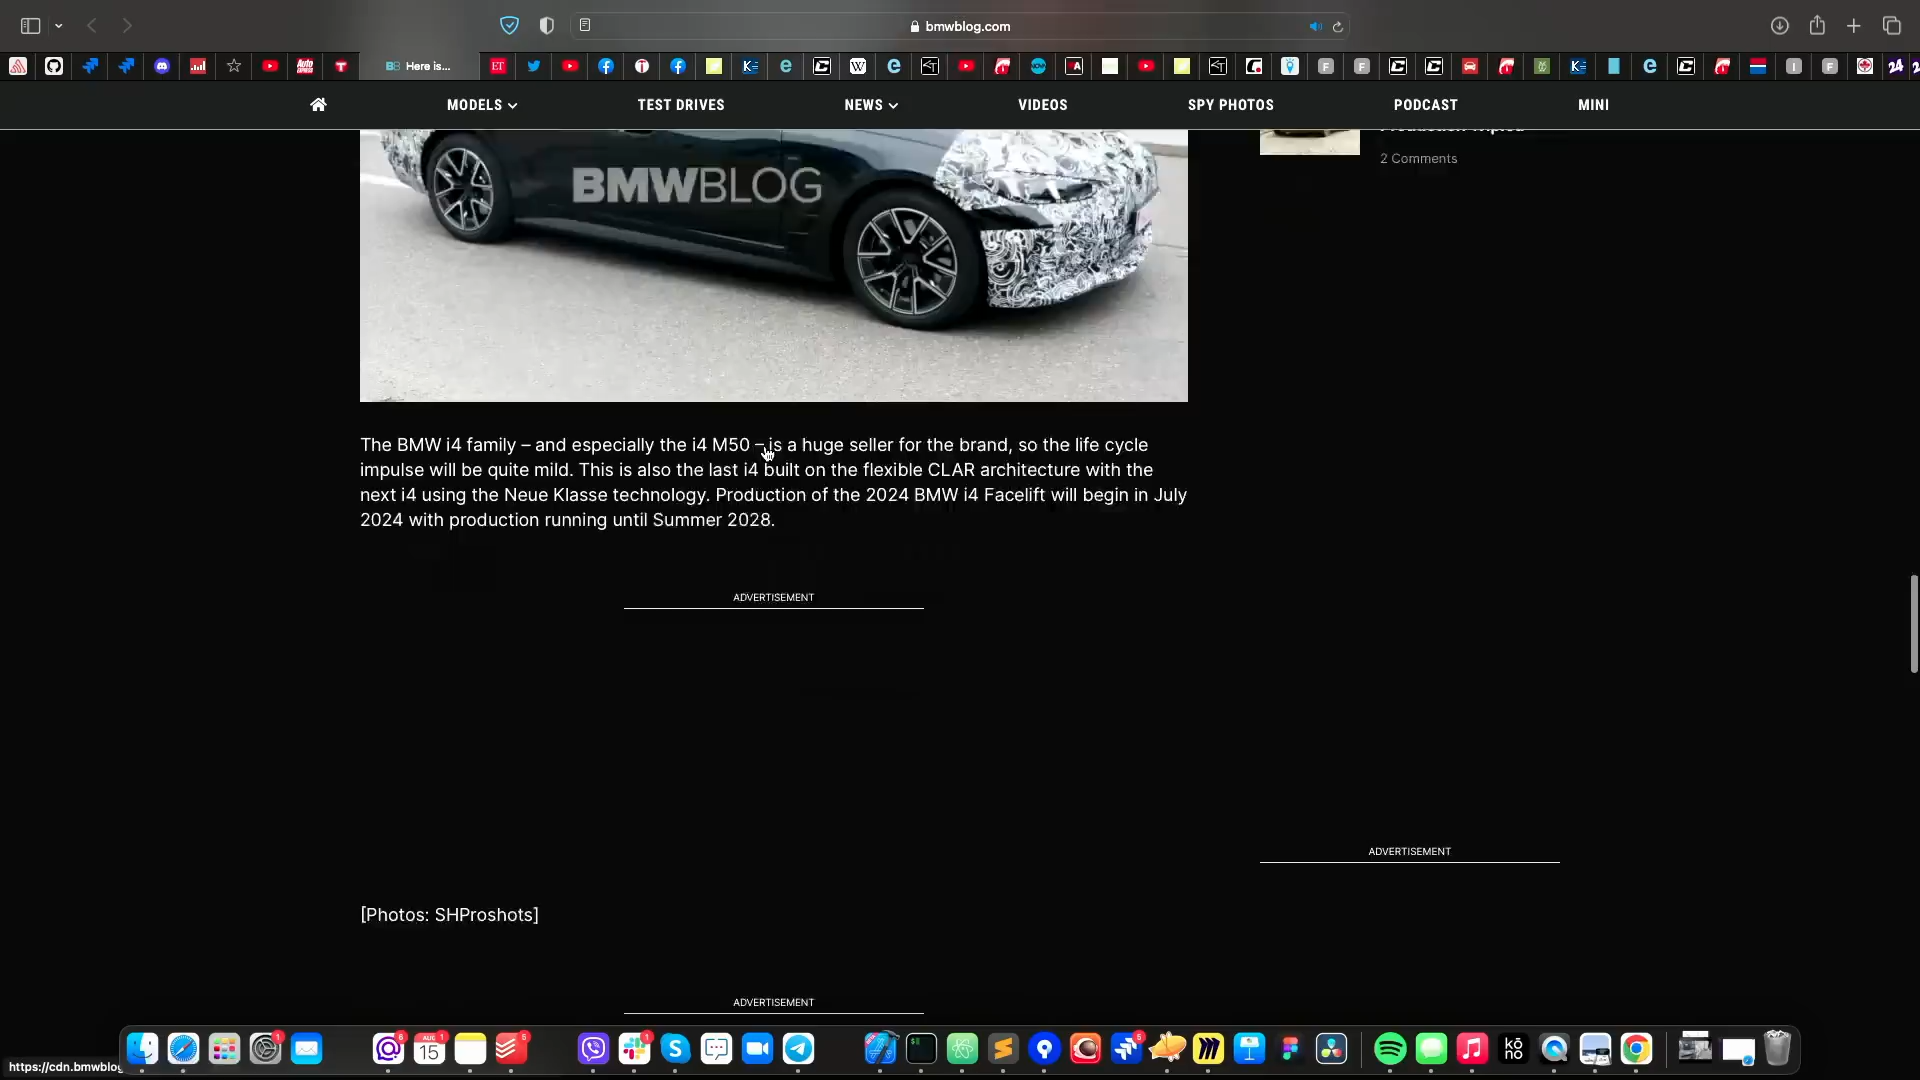 bmwblog.com
Here is...
MODELS
TEST DRIVES
NEWS
VIDEOS
SPY PHOTOS
PODCAST
MINI
BMWBLOG
2 Comments
The BMW i4 family – and especially the i4 M50 – is a huge seller for the brand, so the life cycle
impulse will be quite mild. This is also the last i4 built on the flexible CLAR architecture with the
next i4 using the Neue Klasse technology. Production of the 2024 BMW i4 Facelift will begin in July
2024 with production running until Summer 2028.
ADVERTISEMENT
ADVERTISEMENT
[Photos: SHProshots]
ADVERTISEMENT
AUG
15
kō
no
https://cdn.bmwblog